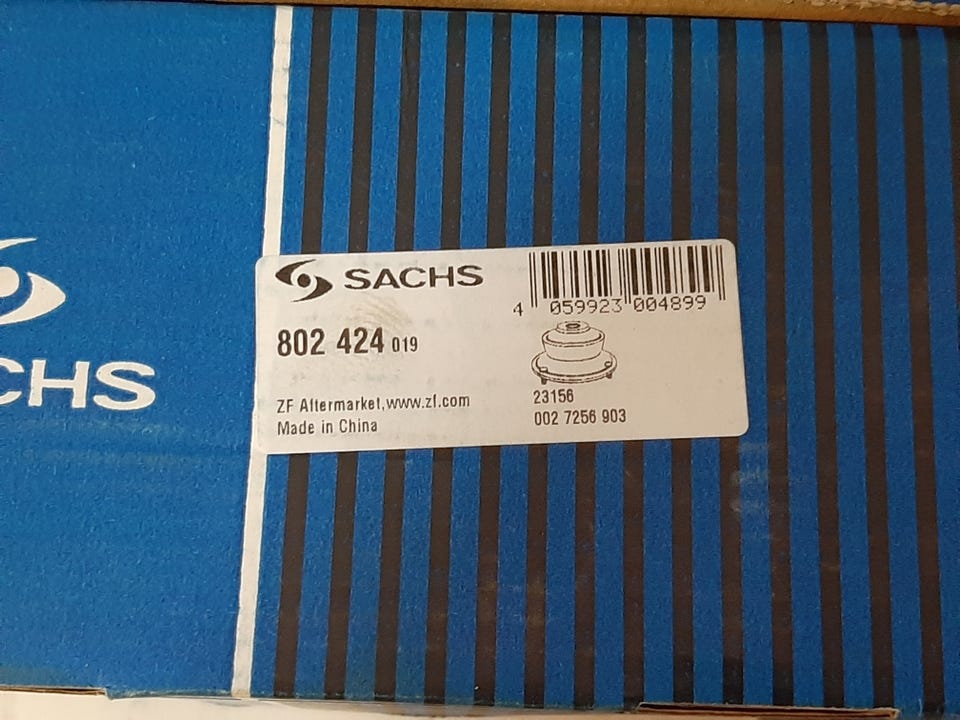 CHS
SACHS
4 059923 004899
802 424 019
ZF Aftermarket, www.zf.com
Made in China
23156
002 7256 903